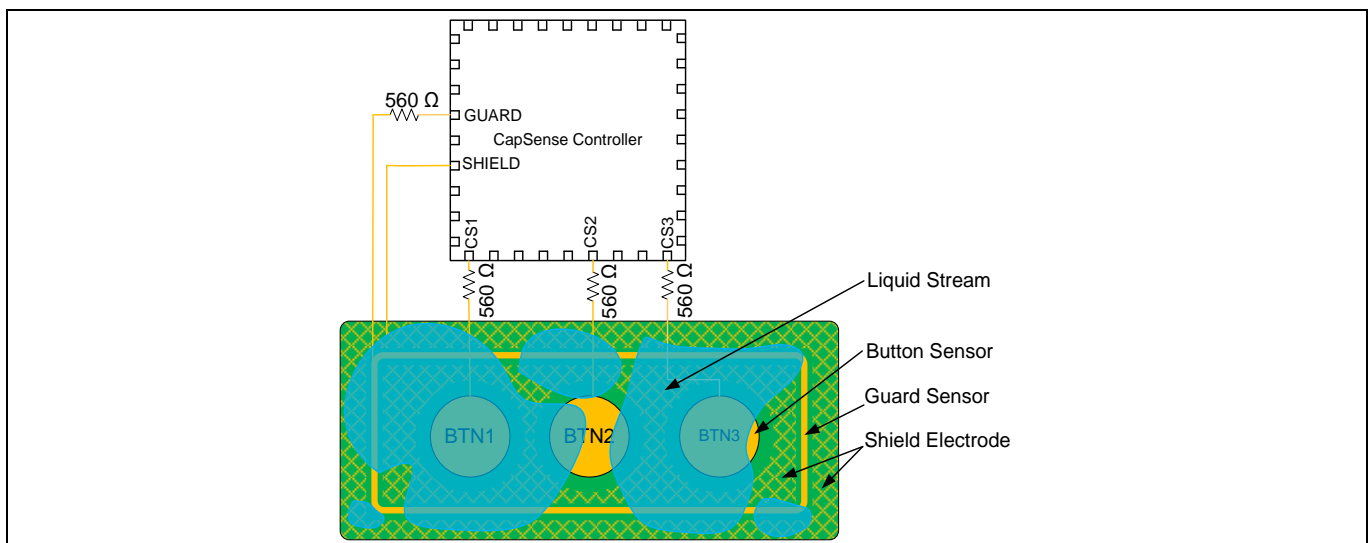 560 Ω
GUARD
CapSense Controller
SHIELD
CS1
CS2
CS3
560 Ω
560 Ω
560 Ω
Liquid Stream
Button Sensor
Guard Sensor
Shield Electrode
BTN1
BTN2
BTN3